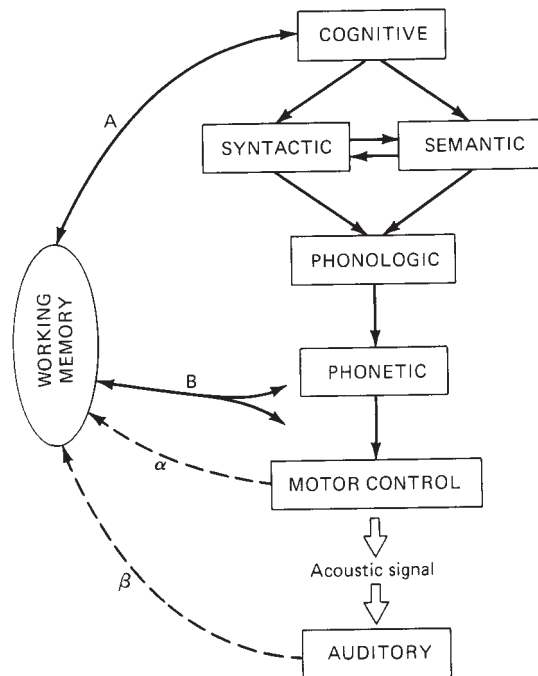 COGNITIVE
A
SYNTACTIC
SEMANTIC
PHONOLOGIC
WORKING
MEMORY
B
PHONETIC
α
MOTOR CONTROL
Acoustic signal
β
AUDITORY